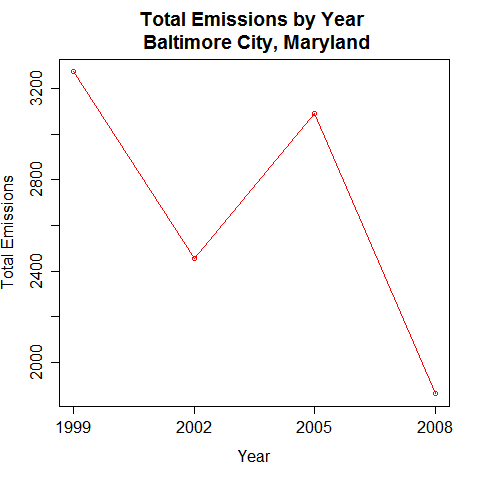 Total Emissions by Year
Baltimore City, Maryland
Total Emissions
3200
2800
2400
2000
1999 2002 2005 2008
Year